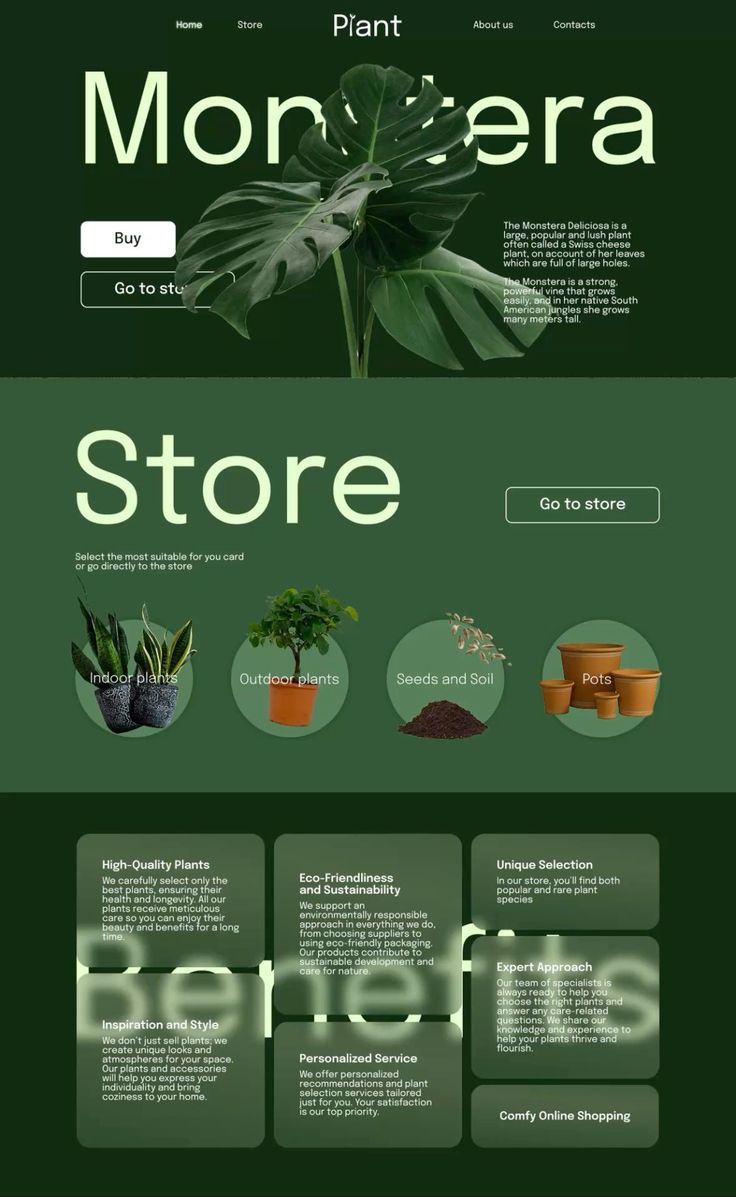 Home
Store
Plant
About us
Contacts
Monstera
Buy
Go to sto
The Monstera Deliciosa is a
large, popular and lush plant
often called a Swiss cheese
plant, on account of her leaves
which are full of large holes.
The Monstera is a strong,
powerful vine that grows
easily, and in her native South
American jungles she grows
many meters tall.
Store
Go to store
Select the most suitable for you card
or go directly to the store
Indoor plants
Outdoor plants
Seeds and Soil
Pots
Benefits
High-Quality Plants
We carefully select only the
best plants, ensuring their
health and longevity. All our
plants receive meticulous
care so you can enjoy their
beauty and benefits for a long
time.
Inspiration and Style
We don't just sell plants; we
create unique looks and
atmospheres for your space.
Our plants and accessories
will help you express your
individuality and bring
coziness to your home.
Eco-Friendliness
and Sustainability
We support an
environmentally responsible
approach in everything we do,
from choosing suppliers to
using eco-friendly packaging.
Our products contribute to
sustainable development and
care for nature.
Personalized Service
We offer personalized
recommendations and plant
selection services tailored
just for you. Your satisfaction
is our top priority.
Unique Selection
In our store, you'll find both
popular and rare plant
species
Expert Approach
Our team of specialists is
always ready to help you
choose the right plants and
answer any care-related
questions. We share our
knowledge and experience to
help your plants thrive and
flourish.
Comfy Online Shopping